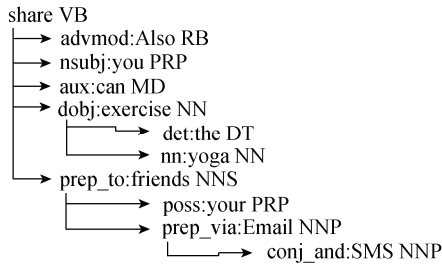 share VB
advmod:Also RB
nsubj:you PRP
aux:can MD
dobj:exercise NN
det:the DT
nn:yoga NN
prep_to:friends NNS
poss:your PRP
prep_via:Email NNP
conj_and:SMS NNP